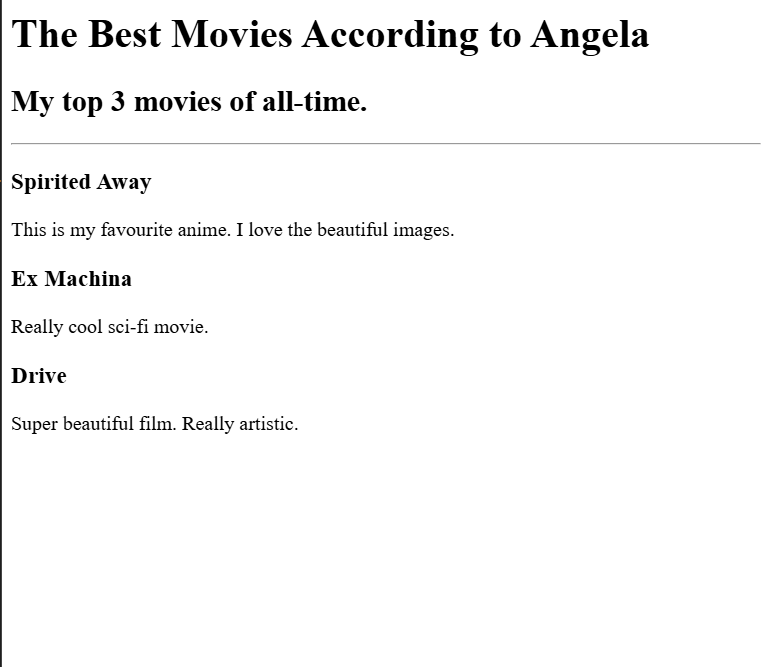 The Best Movies According to Angela
My top 3 movies of all-time.
Spirited Away
This is my favourite anime. I love the beautiful images.
Ex Machina
Really cool sci-fi movie.
Drive
Super beautiful film. Really artistic.